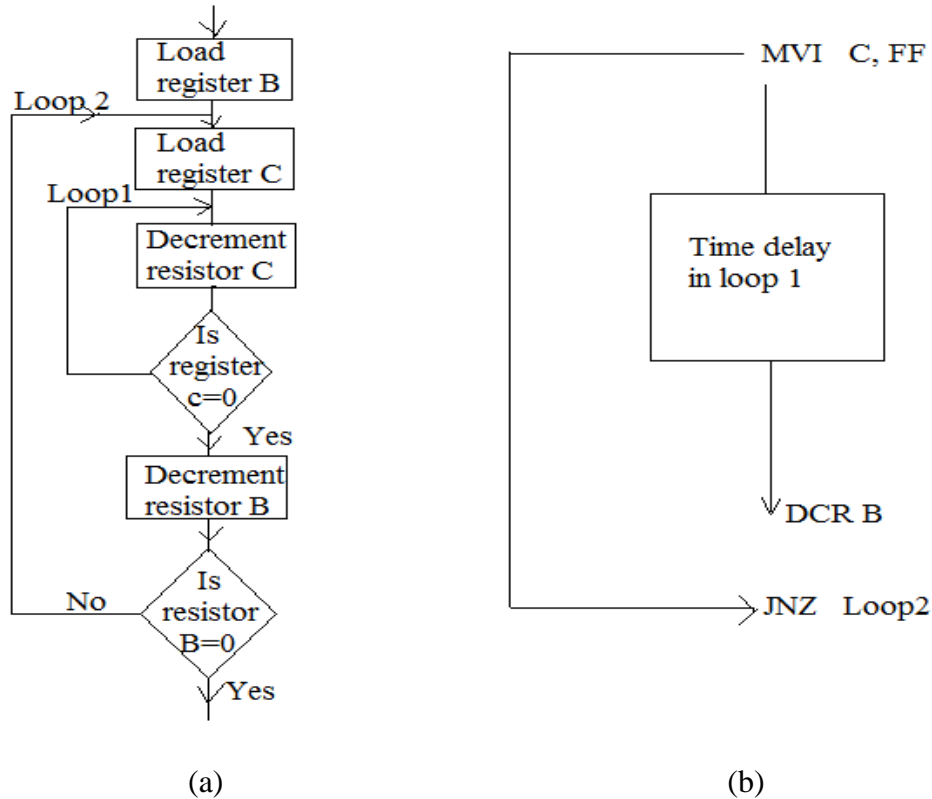 Load
register B
Loop 2
Load
register C
Loop1
Decrement
resistor C
Is
register
c=0
Yes
Decrement
resistor B
No
Is
resistor
B=0
Yes
(a)
MVI C, FF
Time delay
in loop 1
DCR B
JNZ Loop2
(b)